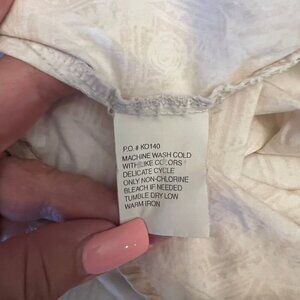 P.O. # KO140
MACHINE WASH COLD
WITH LIKE COLORS
DELICATE CYCLE
ONLY NON-CHLORINE
BLEACH IF NEEDED
TUMBLE DRY LOW
WARM IRON